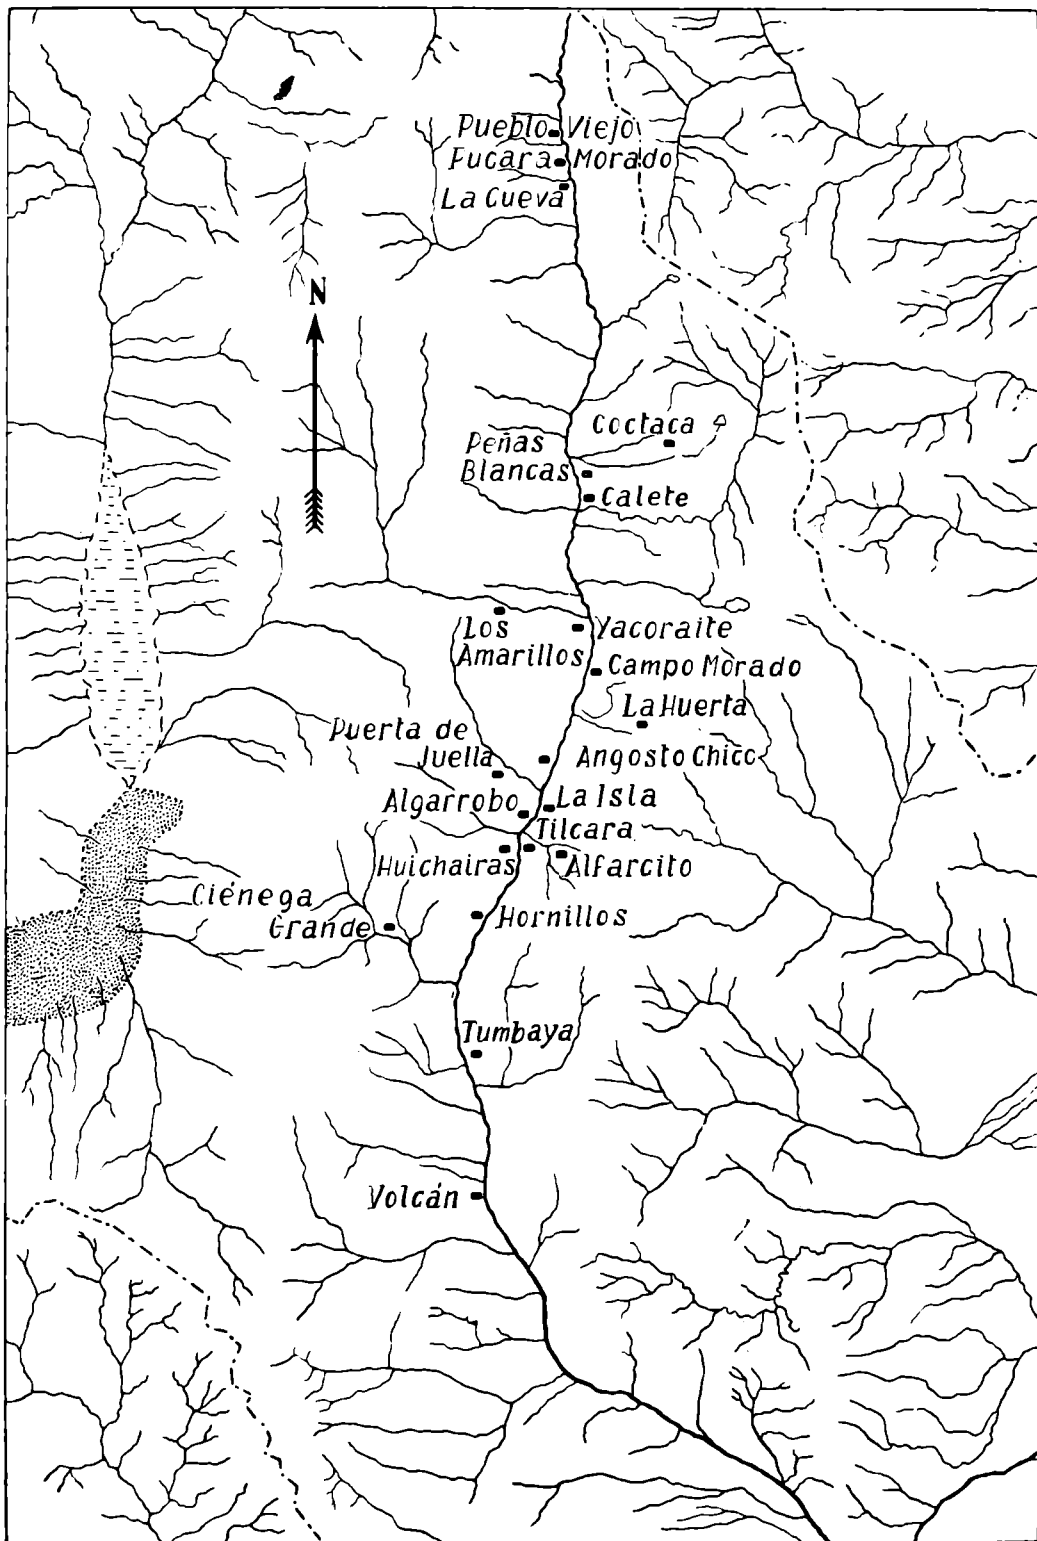 Pueblo Viejo
Fucara Morado
La Cueva
N
Coctaca
Peñas
Blancas
Calete
Los
Amarillos
Yacoraite
Campo Morado
La Huerta
Puerta de
Juella
Angosto Chico
Algarrobo
La Isla
Tilcara
Huichairas
Alfarcito
Ciénega
Grande
Hornillos
Tumbaya
Volcán